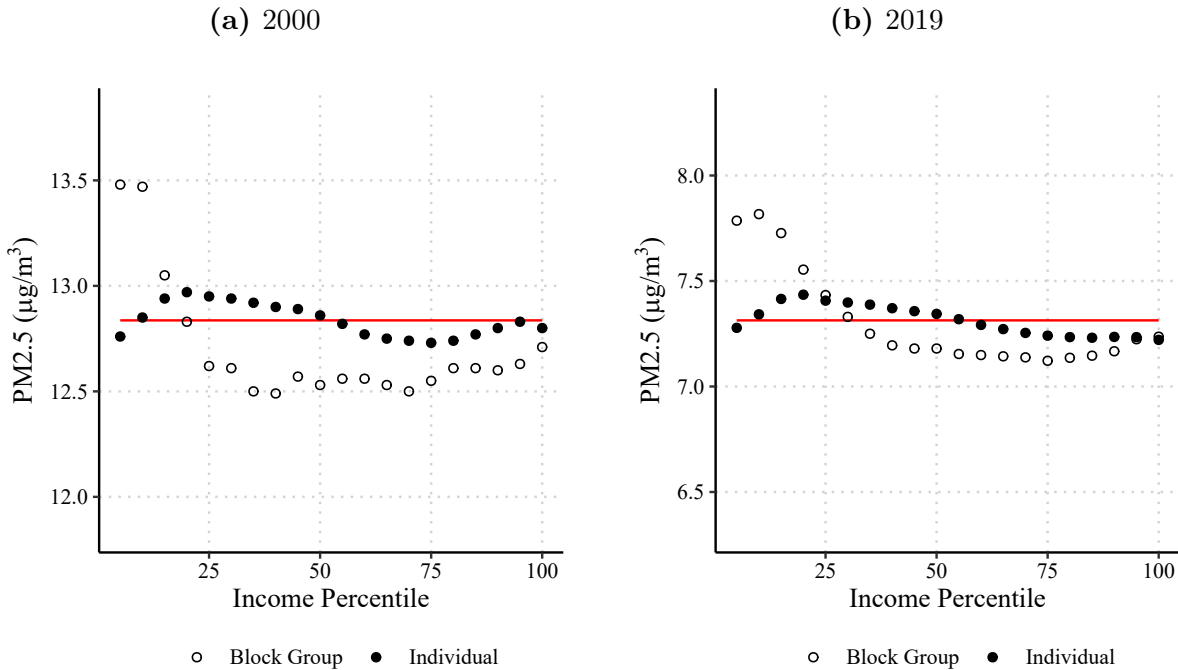 (a) 2000
PM2.5 (μg/m³)
13.5
13.0
12.5
12.0
25 50 75 100
Income Percentile
Block Group Individual
(b) 2019
PM2.5 (μg/m³)
8.0
7.5
7.0
6.5
25 50 75 100
Income Percentile
Block Group Individual